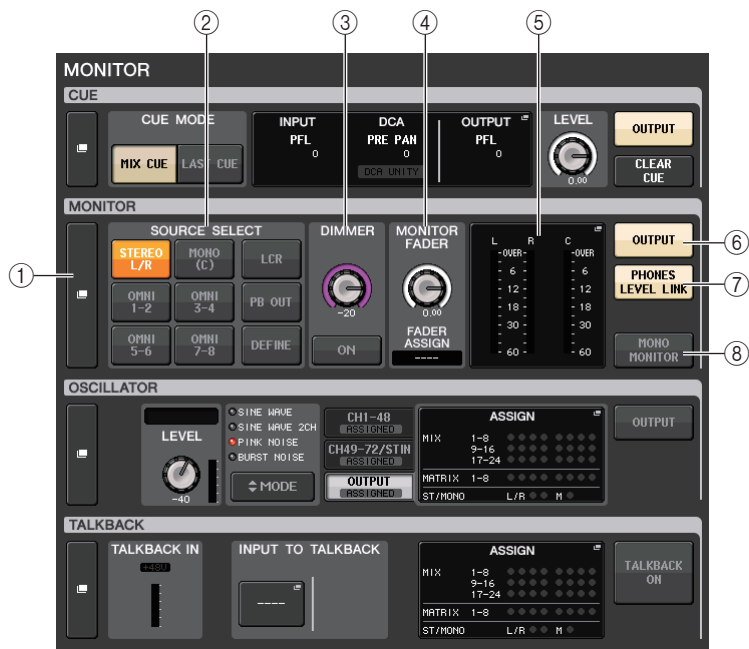 ② ③ ④ ⑤
MONITOR
CUE
CUE MODE
MIX CUE LAST CUE
INPUT DCA OUTPUT
PFL PRE PAN PFL
0 0 0
DCA UNITY
LEVEL
0.00
OUTPUT
CLEAR
CUE
MONITOR
①
SOURCE SELECT
STEREO
L/R
MONO
(C)
LCR
OMNI
1-2
OMNI
3-4
PB OUT
OMNI
5-6
OMNI
7-8
DEFINE
DIMMER
-20
ON
MONITOR
FADER
0.00
FADER
ASSIGN
----
L R C
-OVER- -OVER
6 6
12 12
18 18
30 30
60 60
OUTPUT ⑥
PHONES
LEVEL LINK ⑦
MONO
MONITOR ⑧
OSCILLATOR
LEVEL
-40
SINE WAVE
SINE WAVE 2CH
PINK NOISE
BURST NOISE
MODE
CH1-48
ASSIGNED
CH49-72/STIN
ASSIGNED
OUTPUT
ASSIGNED
ASSIGN
MIX 1-8
9-16
17-24
MATRIX 1-8
ST/MONO L/R M
OUTPUT
TALKBACK
TALKBACK IN
+48V
INPUT TO TALKBACK
----
ASSIGN
MIX 1-8
9-16
17-24
MATRIX 1-8
ST/MONO L/R M
TALKBACK
ON